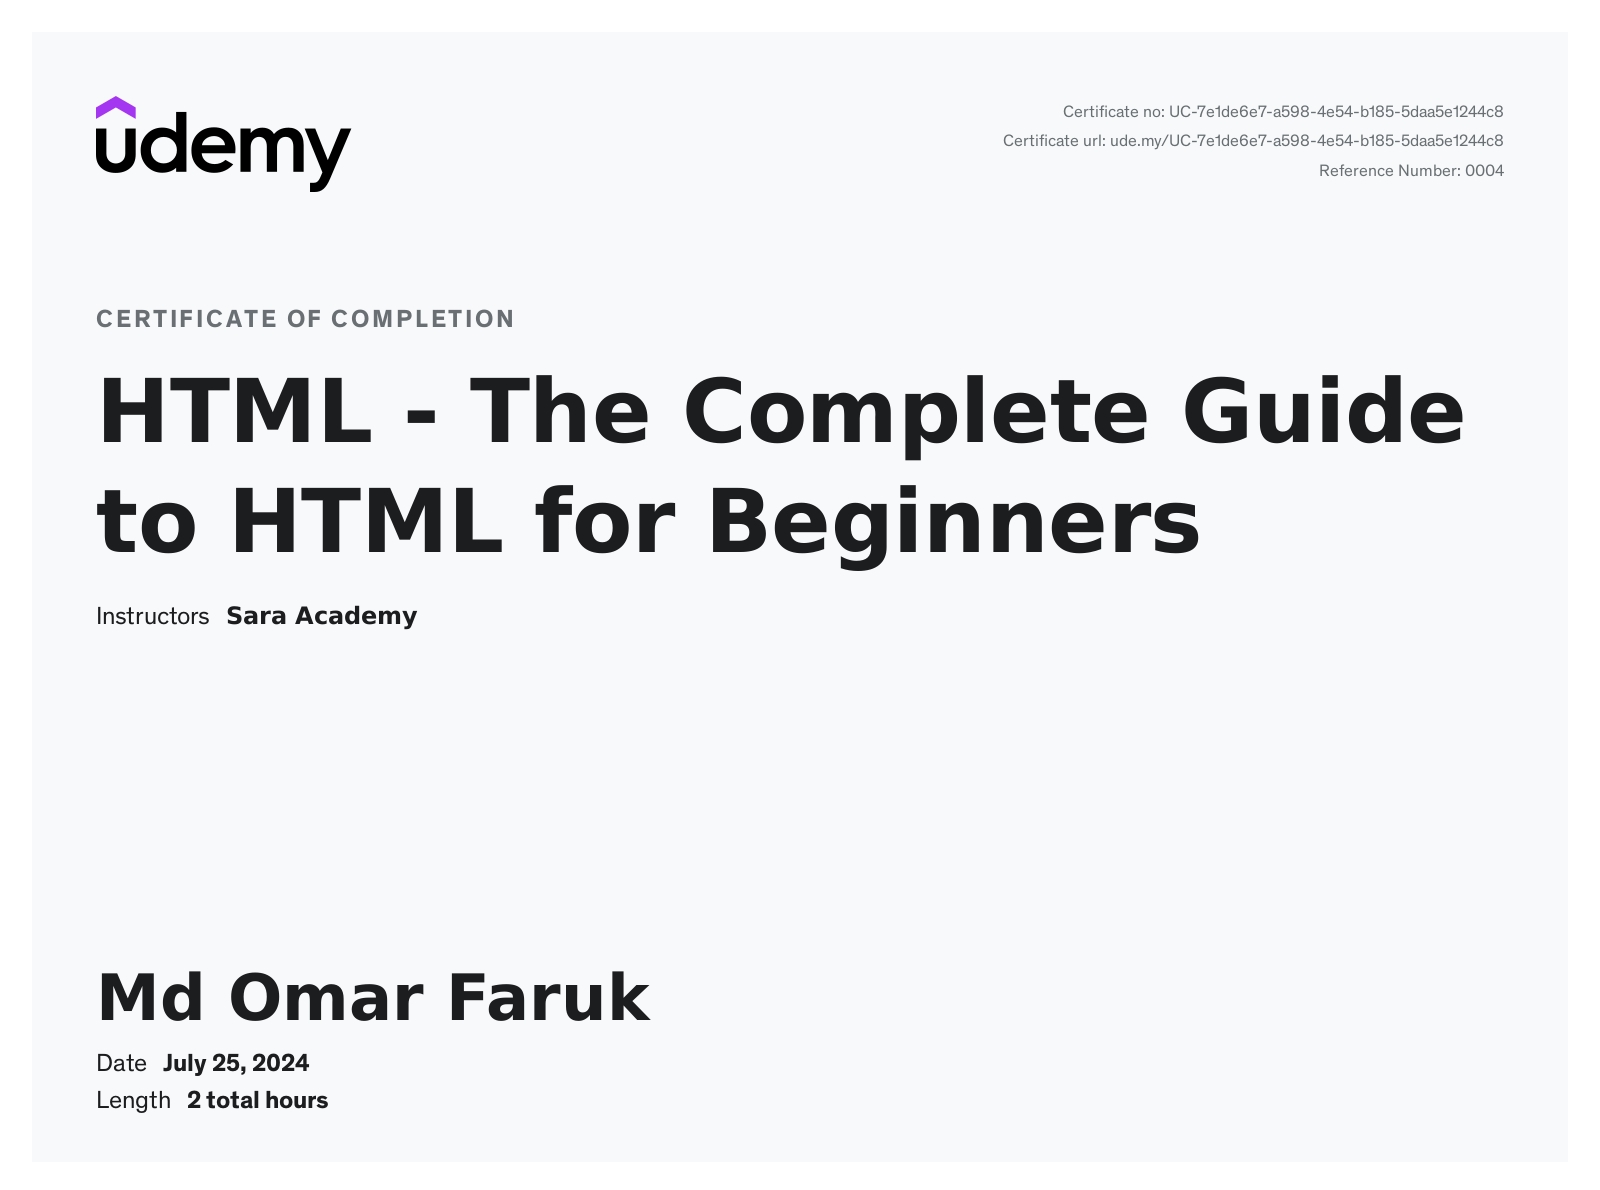 udemy
Certificate no: UC-7e1de6e7-a598-4e54-b185-5daa5e1244c8
Certificate url: ude.my/UC-7e1de6e7-a598-4e54-b185-5daa5e1244c8
Reference Number: 0004
CERTIFICATE OF COMPLETION
HTML - The Complete Guide
to HTML for Beginners
Instructors Sara Academy
Md Omar Faruk
Date July 25, 2024
Length 2 total hours